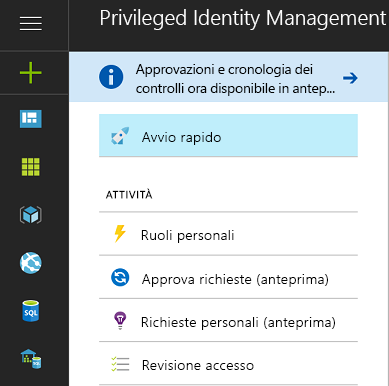 Privileged Identity Management
Approvazioni e cronologia dei
controlli ora disponibile in antep...
Avvio rapido
ATTIVITÀ
Ruoli personali
Approva richieste (anteprima)
Richieste personali (anteprima)
Revisione accesso
SQL
SQL